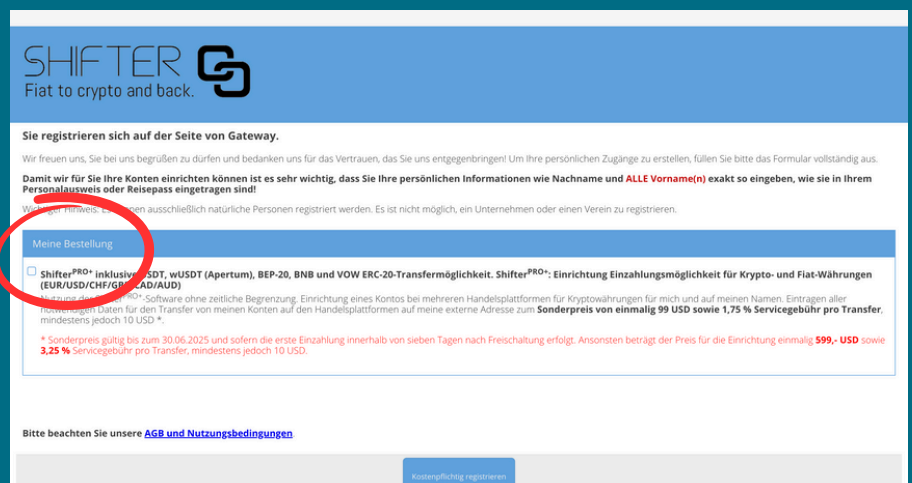 SHIFTER
Fiat to crypto and back.
Sie registrieren sich auf der Seite von Gateway.
Wir freuen uns, Sie bei uns begrüßen zu dürfen und bedanken uns für das Vertrauen, das Sie uns entgegenbringen! Um Ihre persönlichen Zugänge zu erstellen, füllen Sie bitte das Formular vollständig aus.
Damit wir für Sie Ihre Konten einrichten können ist es sehr wichtig, dass Sie Ihre persönlichen Informationen wie Nachname und ALLE Vorname(n) exakt so eingeben, wie sie in Ihrem
Personalausweis oder Reisepass eingetragen sind!
Hinweis: ausschließlich natürliche Personen registriert werden. Es ist nicht möglich, ein Unternehmen oder einen Verein zu registrieren.
Meine Bestellung
Shifter PRO+ inklusive USDT, wUSDT (Apertum), BEP-20, BNB und VOW ERC-20-Transfermöglichkeit. Shifter PRO+: Einrichtung Einzahlungsmöglichkeit für Krypto- und Fiat-Währungen
(EUR/USD/CHF/GBP/CAD/AUD)
Nutzung der Shifter PRO+-Software ohne zeitliche Begrenzung. Einrichtung eines Kontos bei mehreren Handelsplattformen für Kryptowährungen für mich und auf meinen Namen. Eintragen aller
notwendigen Daten für den Transfer von meinen Konten auf den Handelsplattformen auf meine externe Adresse zum Sonderpreis von einmalig 99 USD sowie 1,75 % Servicegebühr pro Transfer,
mindestens jedoch 10 USD *.
* Sonderpreis gültig bis zum 30.06.2025 und sofern die erste Einzahlung innerhalb von sieben Tagen nach Freischaltung erfolgt. Ansonsten beträgt der Preis für die Einrichtung einmalig 599,- USD sowie
3,25 % Servicegebühr pro Transfer, mindestens jedoch 10 USD.
Bitte beachten Sie unsere AGB und Nutzungsbedingungen
Kostenpflichtig registrieren